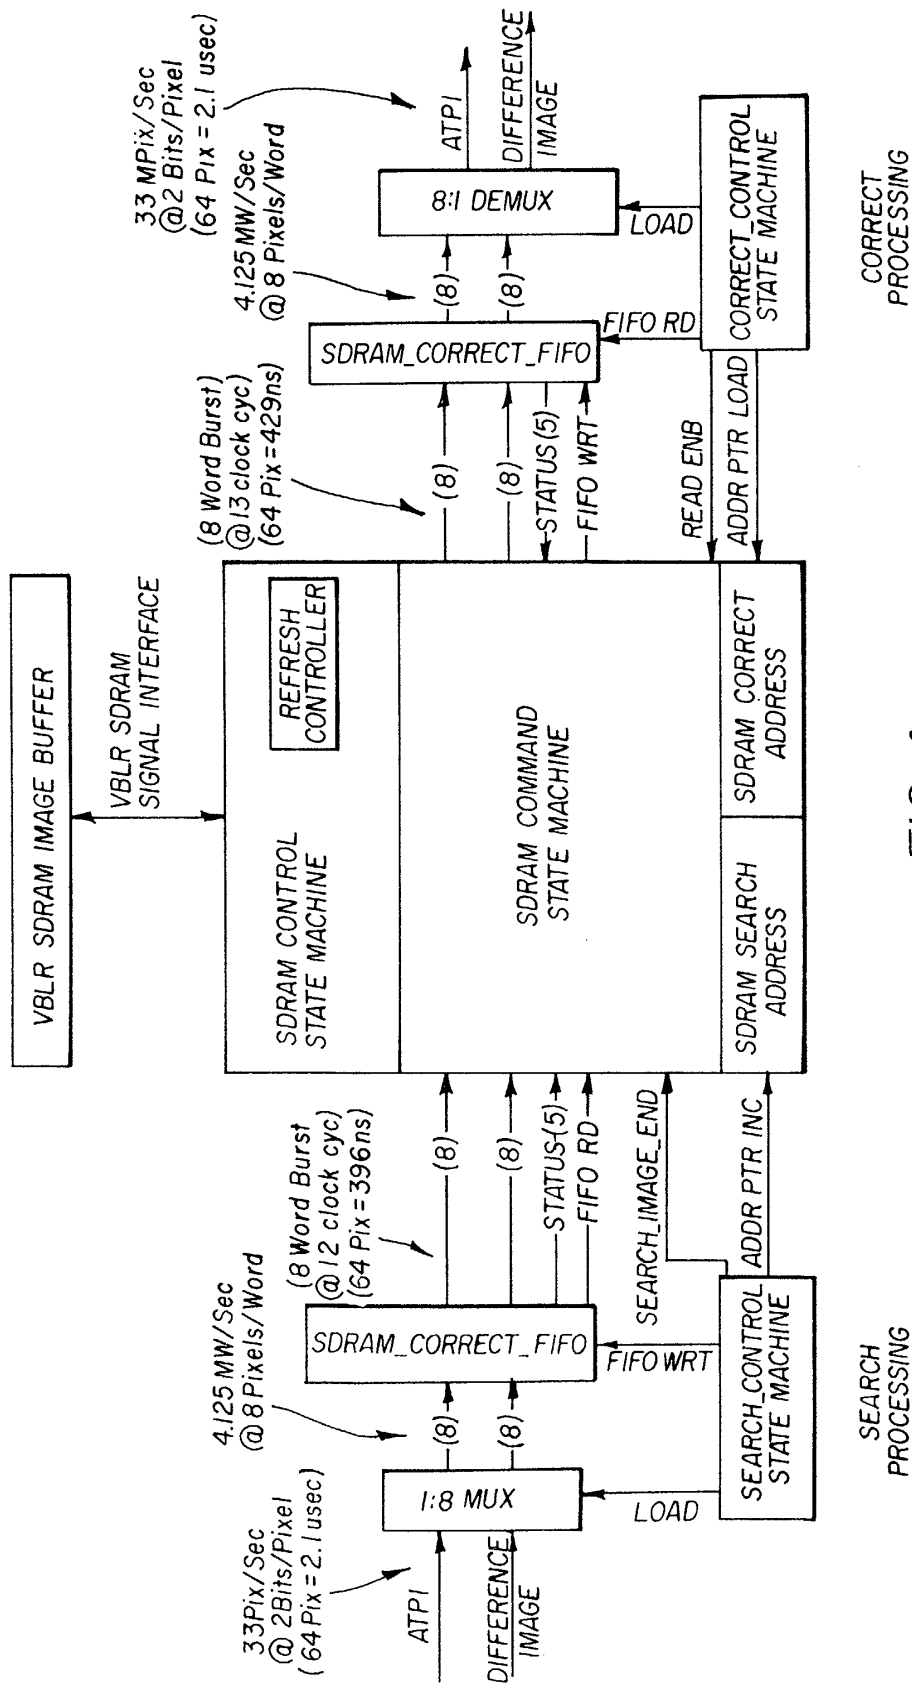 VBLR SDRAM IMAGE BUFFER
VBLR SDRAM
SIGNAL INTERFACE
SDRAM CONTROL
STATE MACHINE
REFRESH
CONTROLLER
SDRAM COMMAND
STATE MACHINE
SDRAM SEARCH
ADDRESS
SDRAM CORRECT
ADDRESS
33Pix/Sec
@ 2Bits/Pixel
(64Pix = 2.1usec)
ATPI
DIFFERENCE
IMAGE
1:8 MUX
4.125 MW/Sec
@ 8 Pixels/Word
(8)
(8)
SDRAM_CORRECT_FIFO
(8 Word Burst
@ 12 clock cyc)
(64 Pix = 396ns)
(8)
(8)
STATUS (5)
FIFO RD
SEARCH_IMAGE_END
ADDR PTR INC
FIFO WRT
LOAD
SEARCH_CONTROL
STATE MACHINE
SEARCH
PROCESSING
(8 Word Burst)
@ 13 clock cyc
(64 Pix = 429ns)
(8)
(8)
STATUS (5)
FIFO WRT
READ ENB
ADDR PTR LOAD
SDRAM_CORRECT_FIFO
4.125 MW/Sec
@ 8 Pixels/Word
(8)
(8)
8:1 DEMUX
33 MPix/Sec
@ 2 Bits/Pixel
(64 Pix = 2.1 usec)
ATPI
DIFFERENCE
IMAGE
FIFO RD
LOAD
CORRECT_CONTROL
STATE MACHINE
CORRECT
PROCESSING